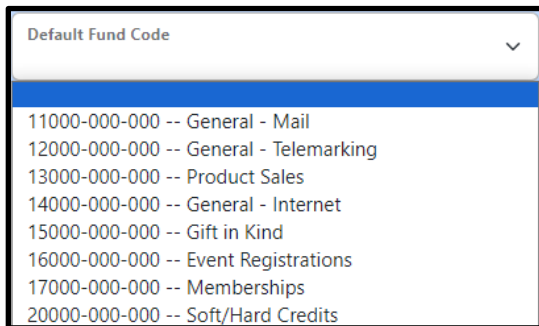 Default Fund Code
11000-000-000 -- General - Mail
12000-000-000 -- General - Telemarking
13000-000-000 -- Product Sales
14000-000-000 -- General - Internet
15000-000-000 -- Gift in Kind
16000-000-000 -- Event Registrations
17000-000-000 -- Memberships
20000-000-000 -- Soft/Hard Credits